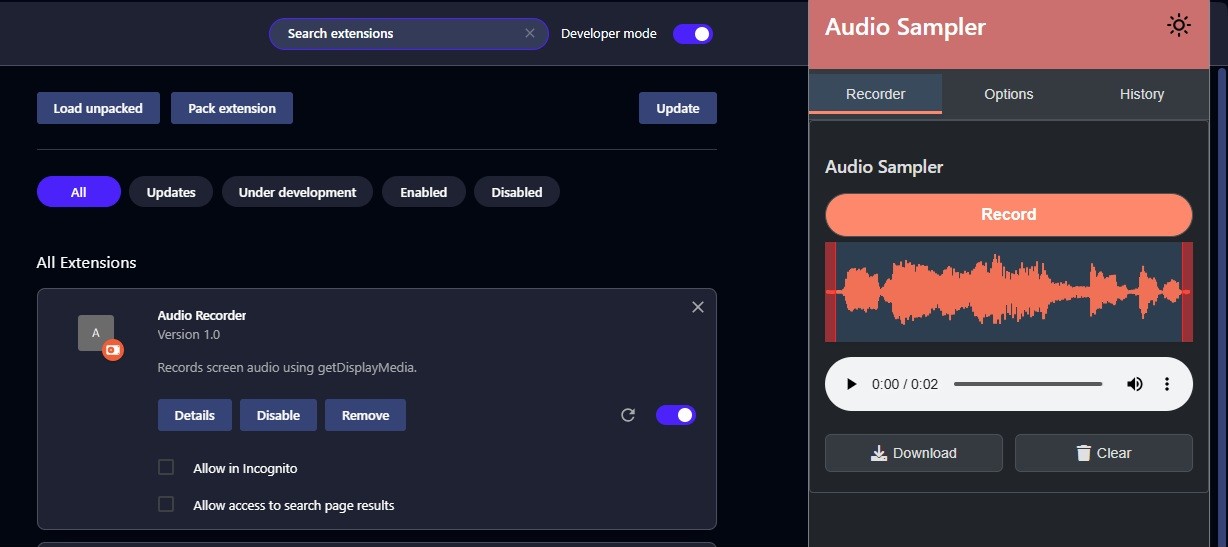 Search extensions
Developer mode
Load unpacked
Pack extension
Update
All
Updates
Under development
Enabled
Disabled
All Extensions
A
Audio Recorder
Version 1.0
Records screen audio using getDisplayMedia.
Details
Disable
Remove
Allow in Incognito
Allow access to search page results
Audio Sampler
Recorder
Options
History
Audio Sampler
Record
0:00 / 0:02
Download
Clear